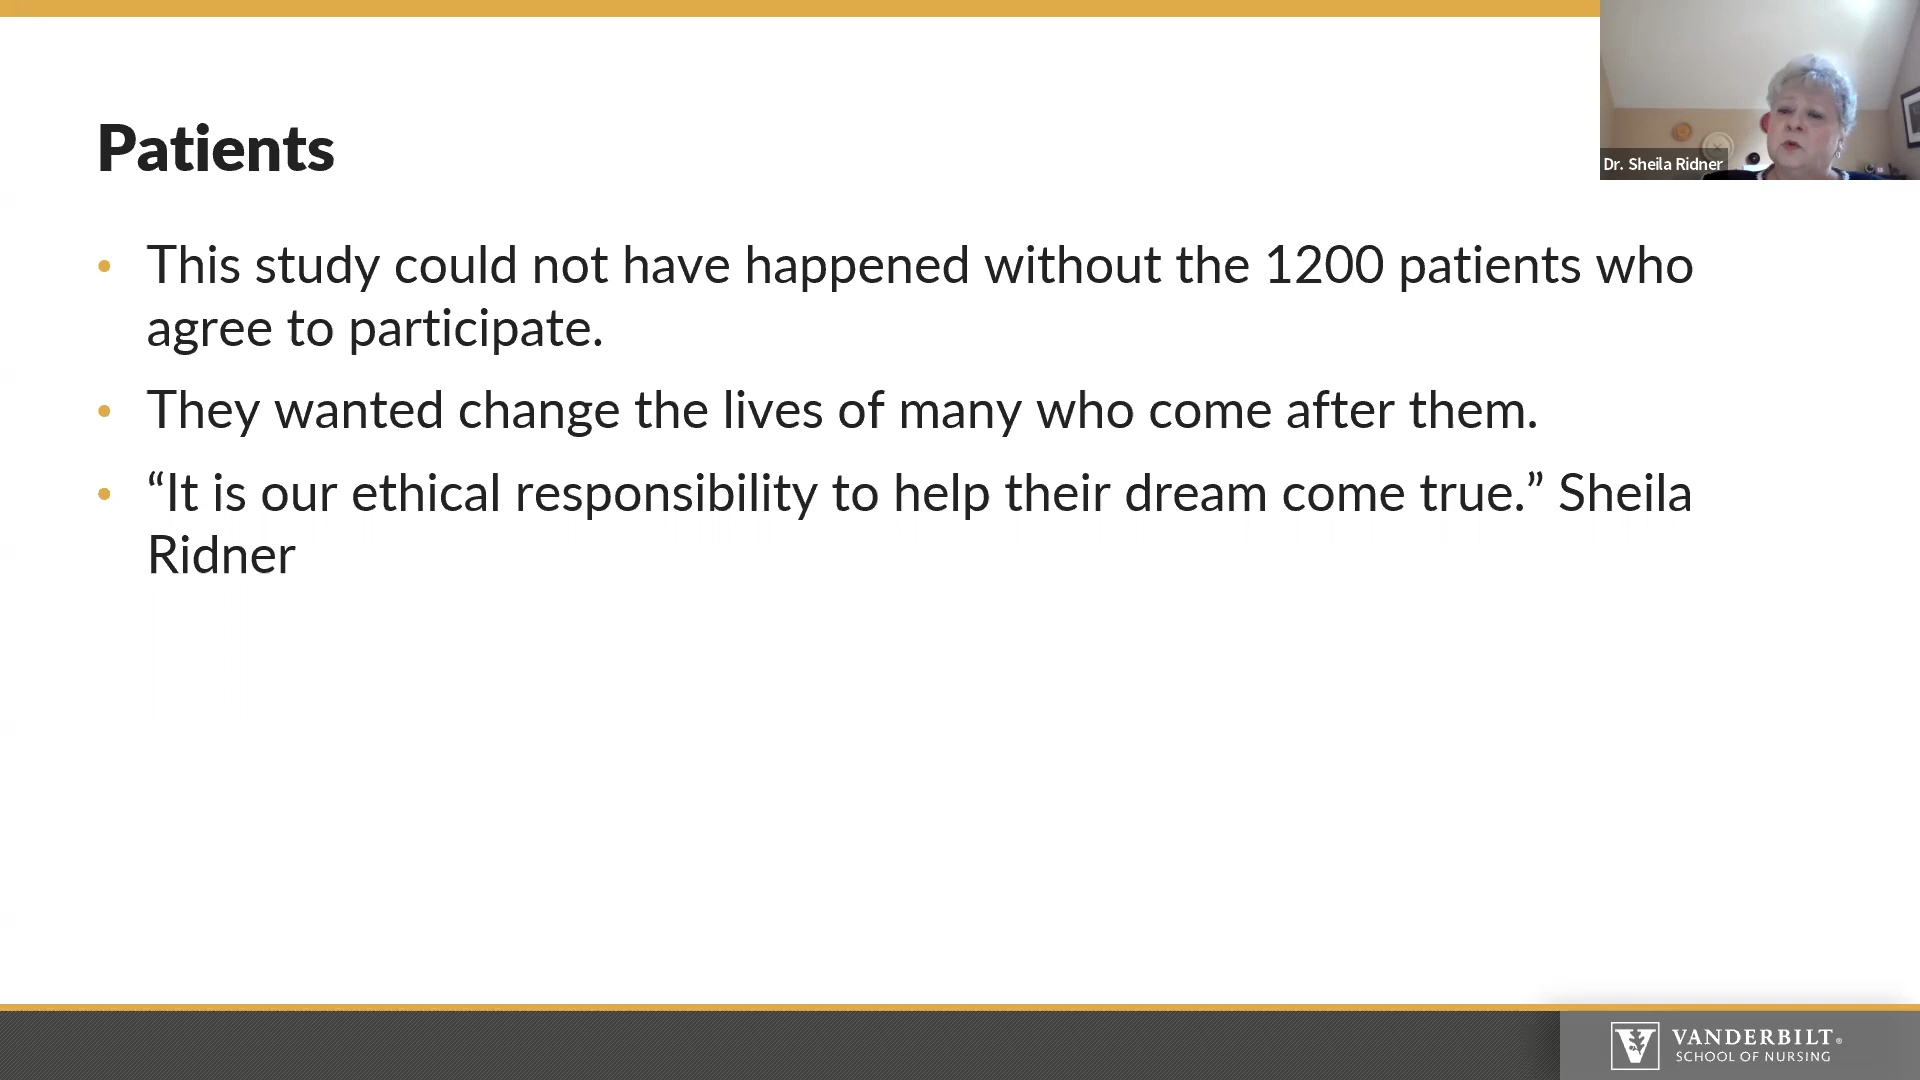 Patients
Dr. Sheila Ridner
• This study could not have happened without the 1200 patients who
agree to participate.
• They wanted change the lives of many who come after them.
• “It is our ethical responsibility to help their dream come true.” Sheila
Ridner
V VANDERBILT®
SCHOOL OF NURSING